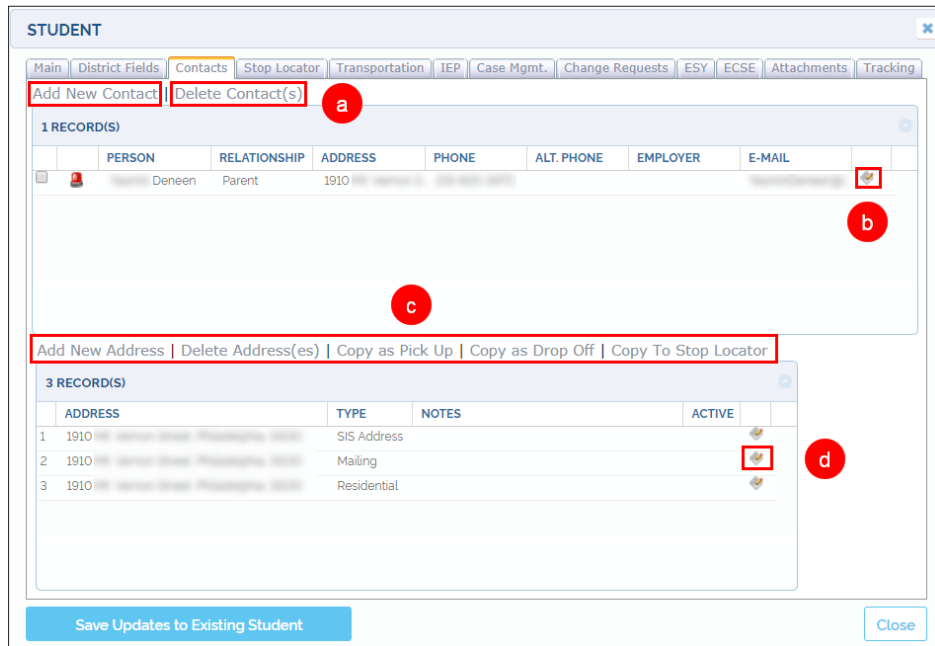 STUDENT
Main District Fields Contacts Stop Locator Transportation IEP Case Mgmt. Change Requests ESY ECSE Attachments Tracking
Add New Contact | Delete Contact(s)
a
1 RECORD(S)
PERSON RELATIONSHIP ADDRESS PHONE ALT. PHONE EMPLOYER E-MAIL
Deneen Parent 1910
b
c
Add New Address | Delete Address(es) | Copy as Pick Up | Copy as Drop Off | Copy To Stop Locator
3 RECORD(S)
ADDRESS TYPE NOTES ACTIVE
1 1910 SIS Address
2 1910 Mailing
d
3 1910 Residential
Save Updates to Existing Student Close